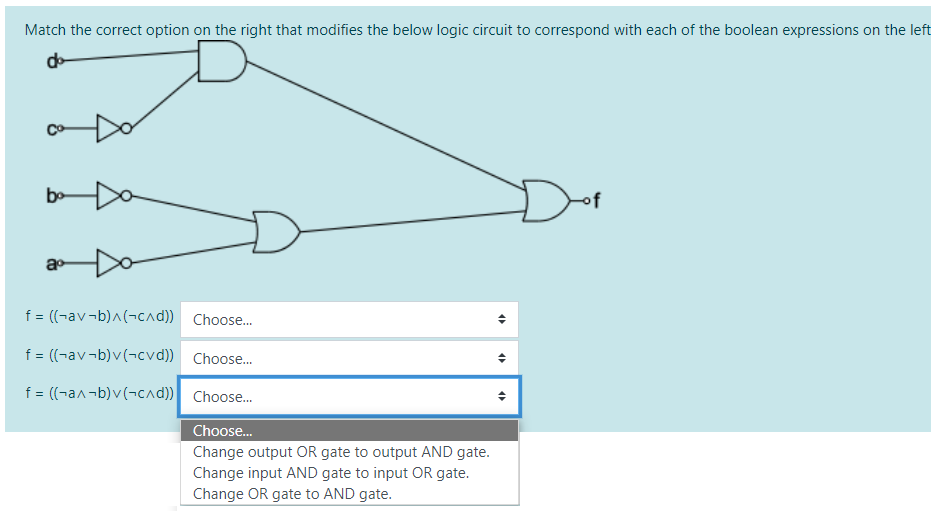 Match the correct option on the right that modifies the below logic circuit to correspond with each of the boolean expressions on the left
d
c
b
f
a
f = ((¬a∨¬b)∧(¬c∧d)) Choose...
f = ((¬a∨¬b)∨(¬c∨d)) Choose...
f = ((¬a∧¬b)∨(¬c∧d)) Choose...
Choose...
Change output OR gate to output AND gate.
Change input AND gate to input OR gate.
Change OR gate to AND gate.